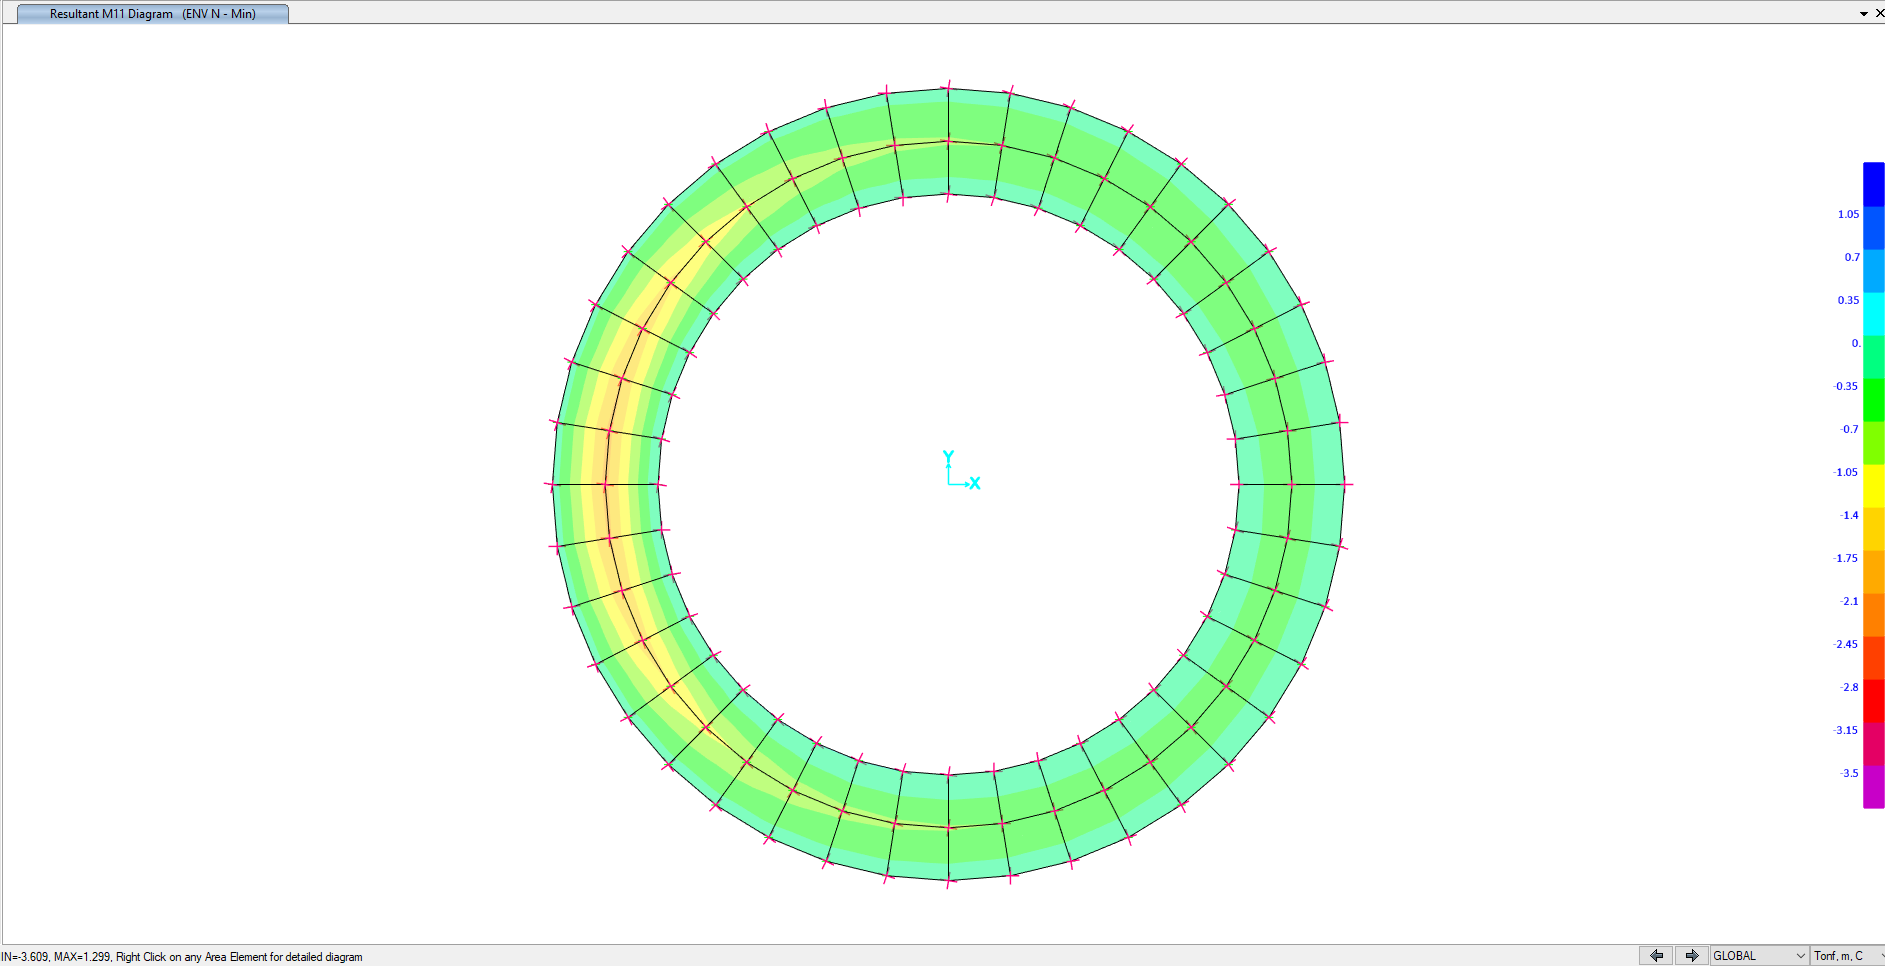 Resultant M11 Diagram (ENV N - Min)
Y
X
1.05
0.7
0.35
0.
-0.35
-0.7
-1.05
-1.4
-1.75
-2.1
-2.45
-2.8
-3.15
-3.5
IN=-3.609, MAX=1.299, Right Click on any Area Element for detailed diagram
GLOBAL
Tonf, m, C